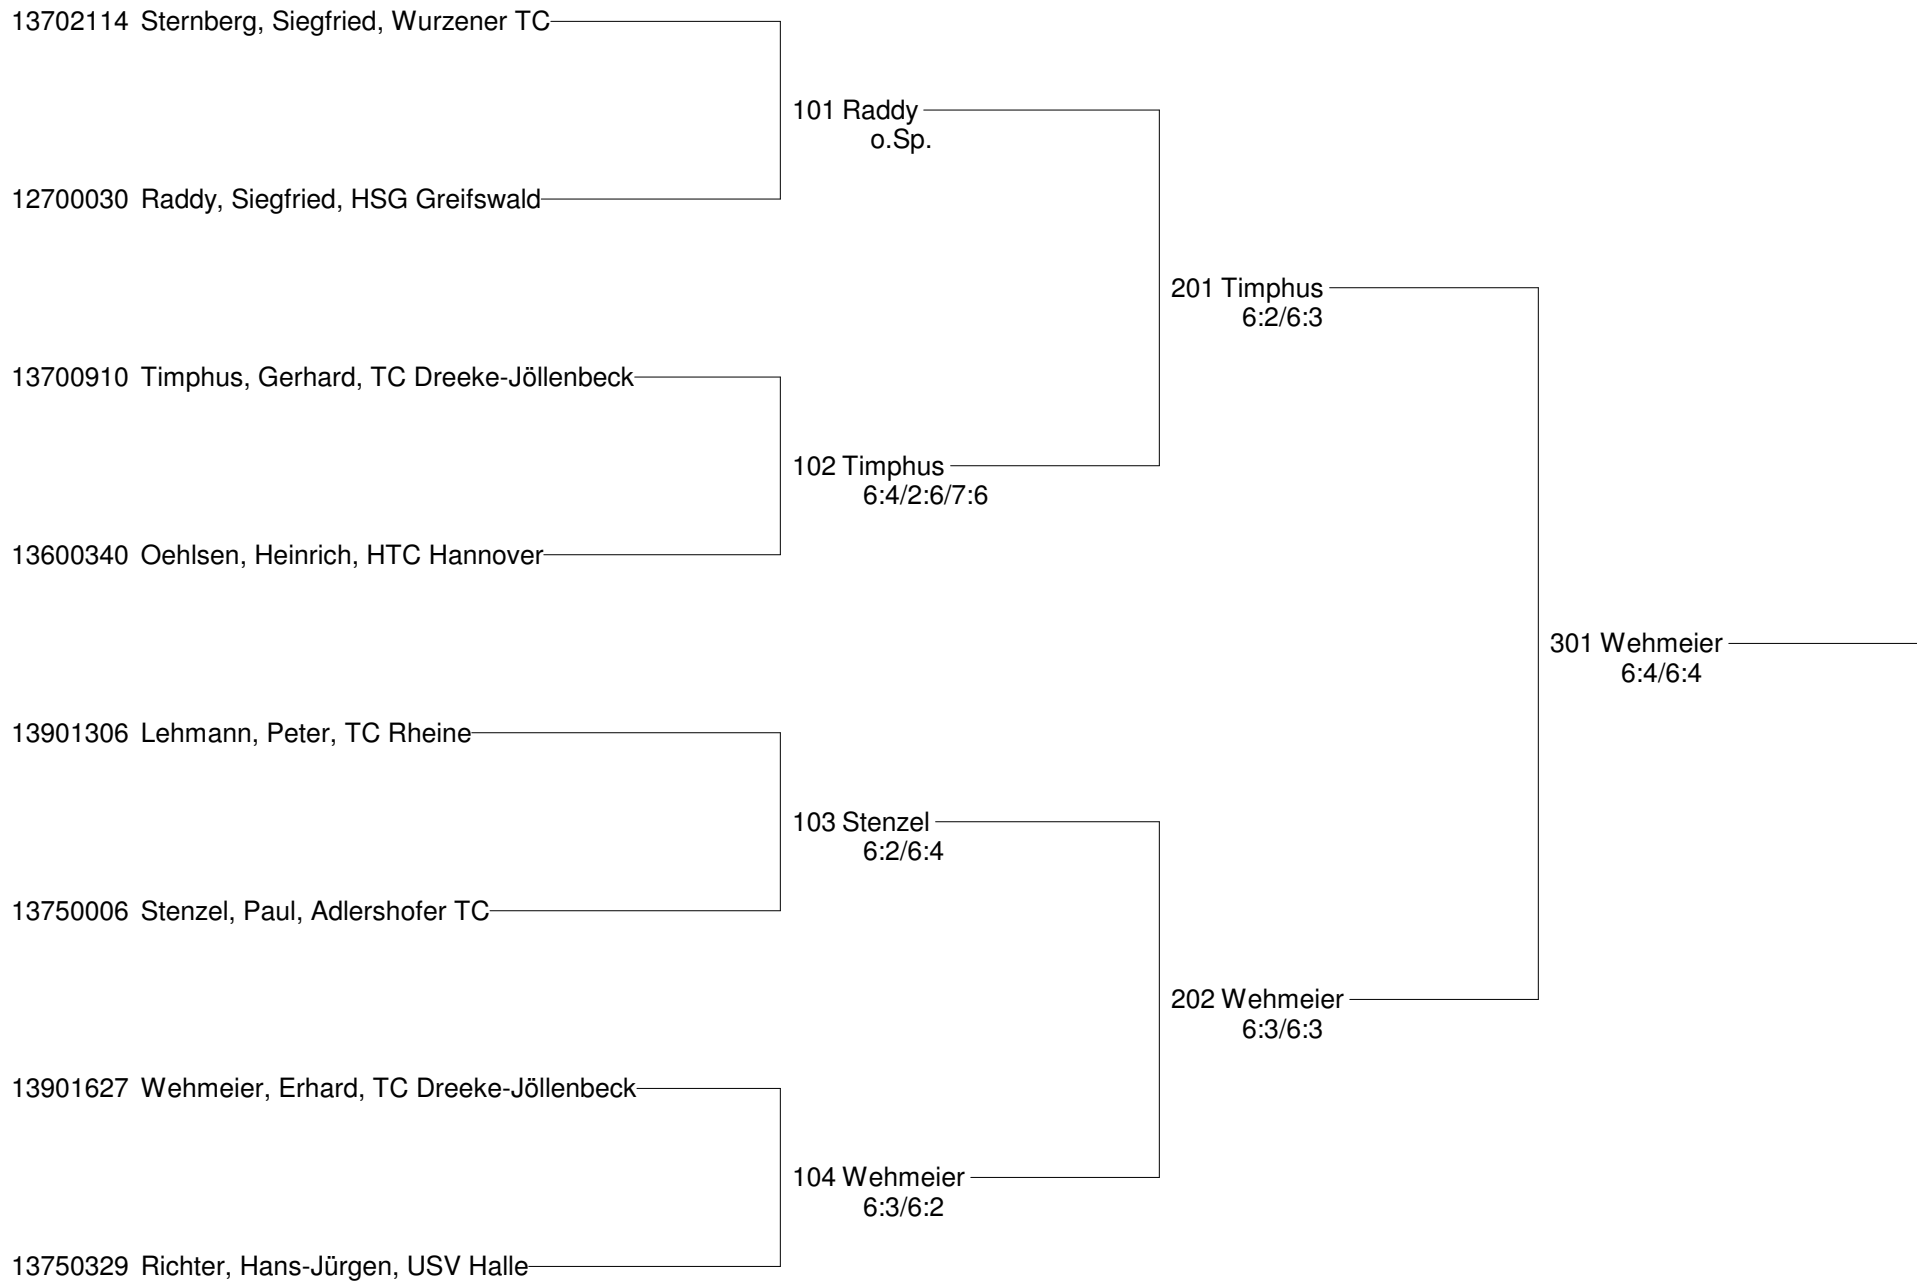 13702114 Sternberg, Siegfried, Wurzener TC
101 Raddy
o.Sp.
12700030 Raddy, Siegfried, HSG Greifswald
201 Timphus
6:2/6:3
13700910 Timphus, Gerhard, TC Dreeke-Jöllenbeck
102 Timphus
6:4/2:6/7:6
13600340 Oehlsen, Heinrich, HTC Hannover
301 Wehmeier
6:4/6:4
13901306 Lehmann, Peter, TC Rheine
103 Stenzel
6:2/6:4
13750006 Stenzel, Paul, Adlershofer TC
202 Wehmeier
6:3/6:3
13901627 Wehmeier, Erhard, TC Dreeke-Jöllenbeck
104 Wehmeier
6:3/6:2
13750329 Richter, Hans-Jürgen, USV Halle